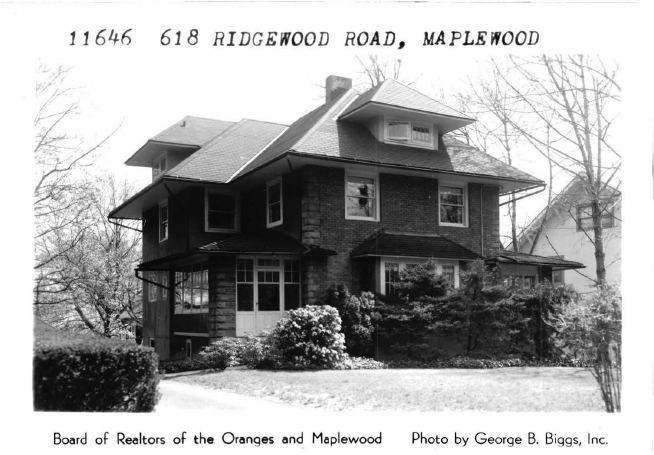 11646 618 RIDGEWOOD ROAD, MAPLEWOOD
Board of Realtors of the Oranges and Maplewood Photo by George B. Biggs, Inc.